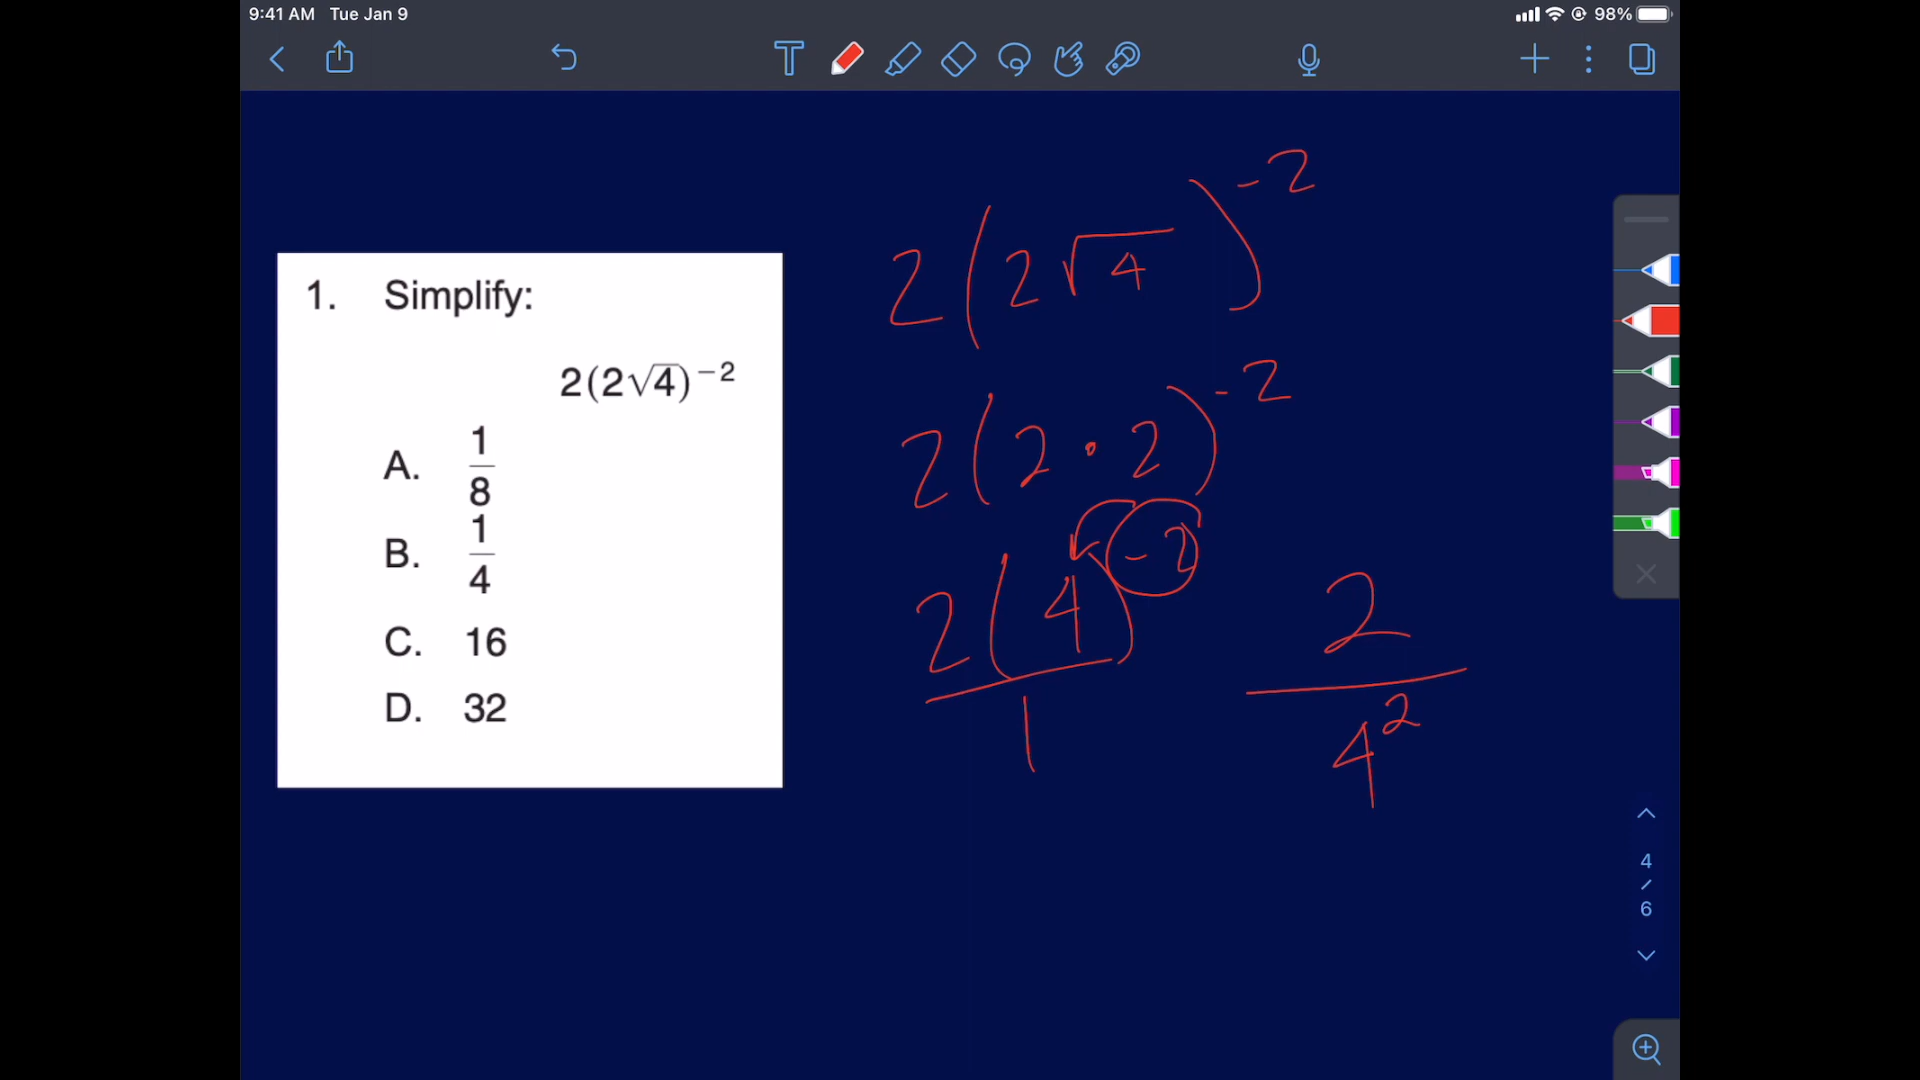 9:41 AM Tue Jan 9
98%
1. Simplify:
2(2√4)⁻²
A. 1/8
B. 1/4
C. 16
D. 32
2(2√4)⁻²
2(2·2)⁻²
2(4)⁻²
1
2
4²
4
/
6